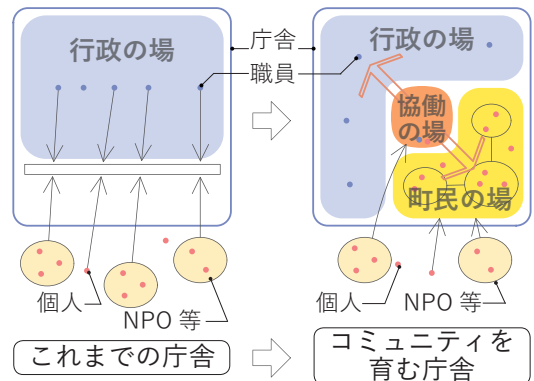 行政の場
庁舎
職員
個人
NPO 等
これまでの庁舎
行政の場
協働
の場
町民の場
個人
NPO 等
コミュニティを
育む庁舎